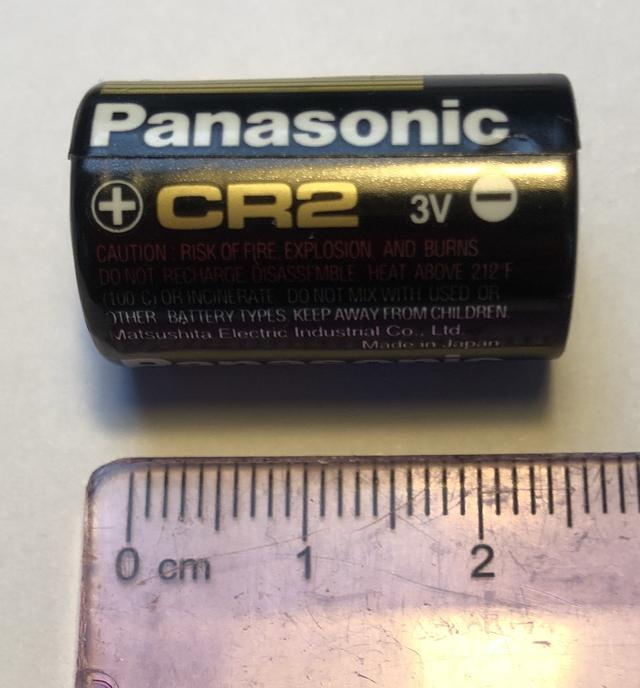 Panasonic
+ CR2 3V −
CAUTION : RISK OF FIRE, EXPLOSION, AND BURNS
DO NOT RECHARGE, DISASSEMBLE, HEAT ABOVE 212°F
(100°C) OR INCINERATE. DO NOT MIX WITH USED OR
OTHER BATTERY TYPES. KEEP AWAY FROM CHILDREN.
Matsushita Electric Industrial Co., Ltd.
Made in Japan
Panasonic
0 cm 1 2